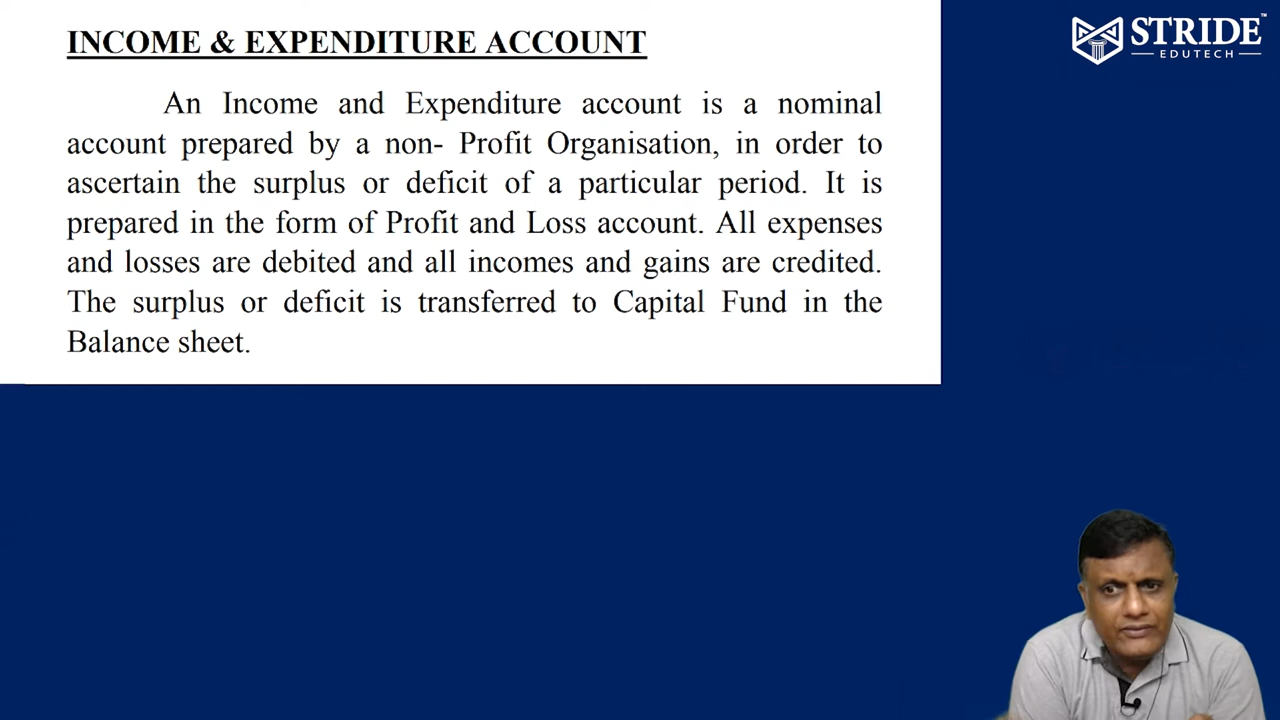 INCOME & EXPENDITURE ACCOUNT
An Income and Expenditure account is a nominal
account prepared by a non- Profit Organisation, in order to
ascertain the surplus or deficit of a particular period. It is
prepared in the form of Profit and Loss account. All expenses
and losses are debited and all incomes and gains are credited.
The surplus or deficit is transferred to Capital Fund in the
Balance sheet.
STRIDE™
EDUTECH